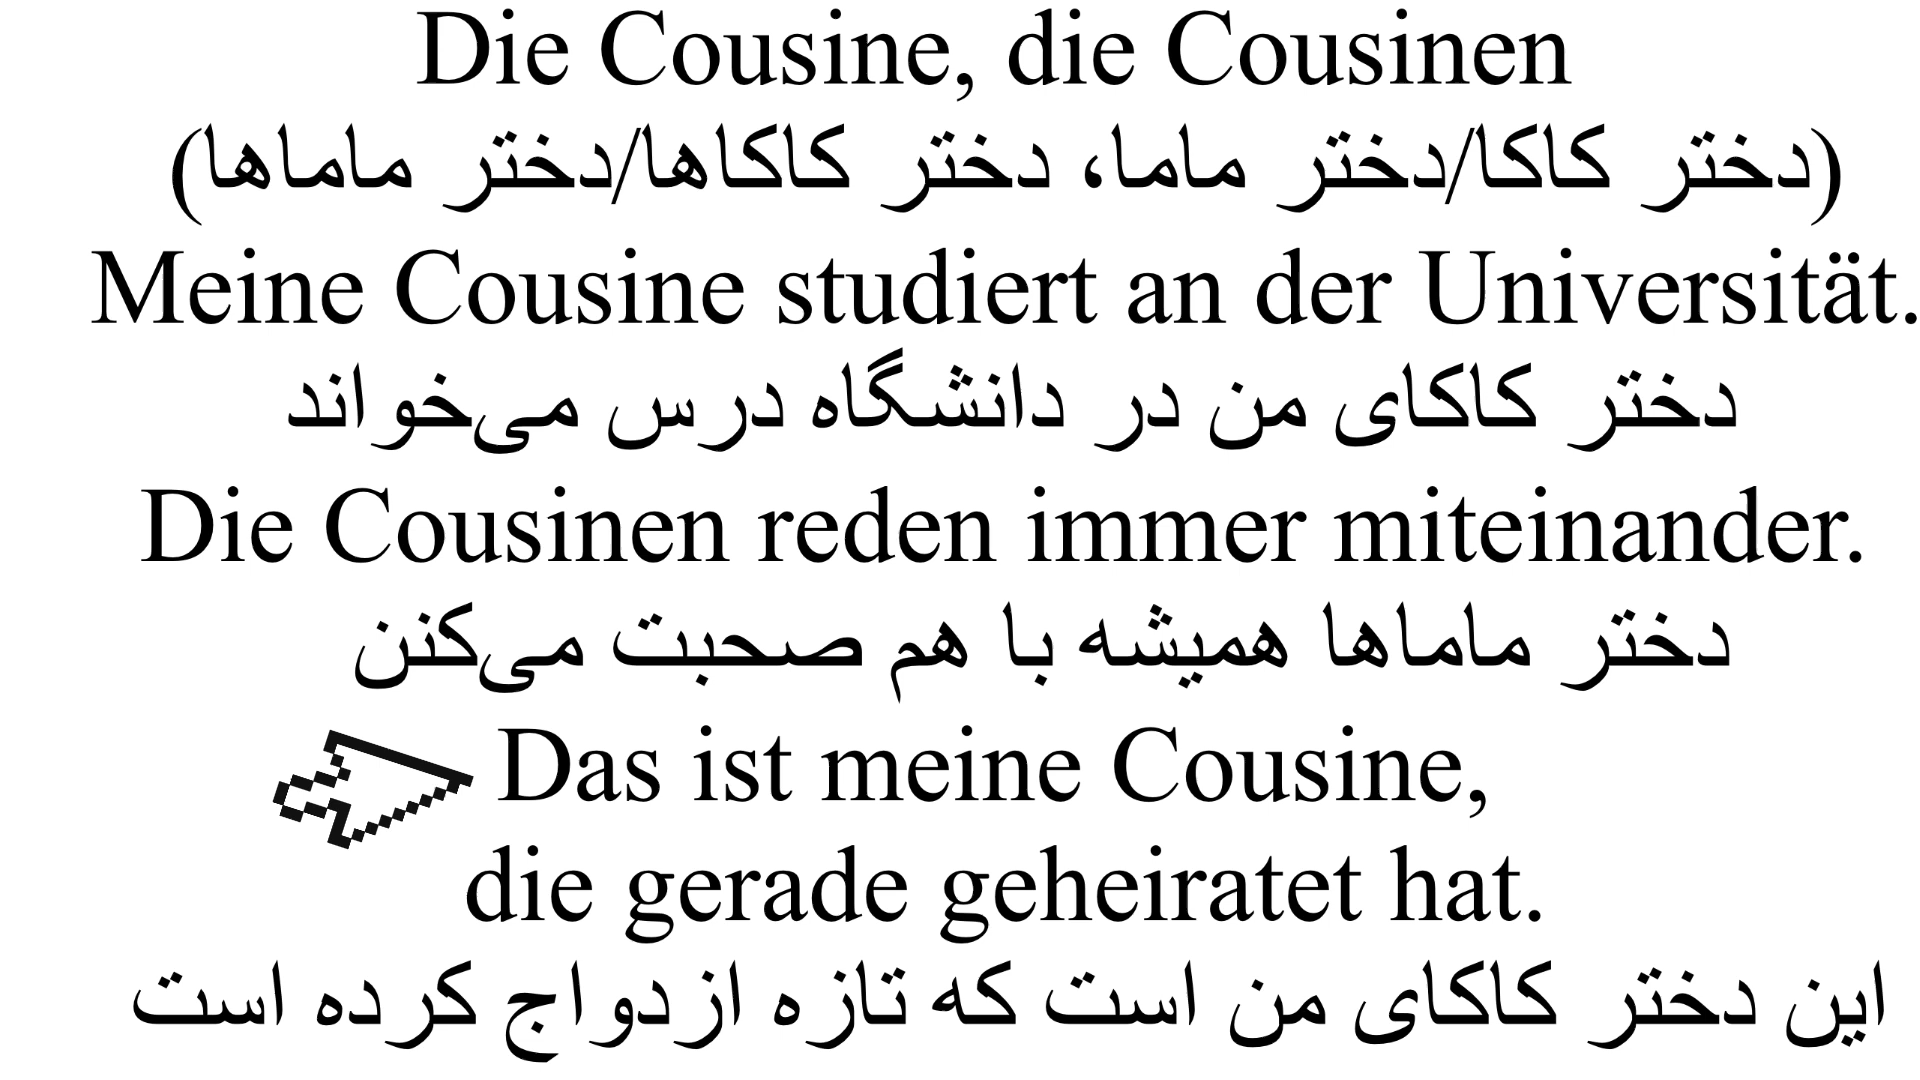 Die Cousine, die Cousinen
(دختر کاکا/دختر ماما، دختر کاکاها/دختر ماماها)
Meine Cousine studiert an der Universität.
دختر کاکای من در دانشگاه درس می‌خواند
Die Cousinen reden immer miteinander.
دختر ماماها همیشه با هم صحبت می‌کنن
Das ist meine Cousine,
die gerade geheiratet hat.
این دختر کاکای من است که تازه ازدواج کرده است